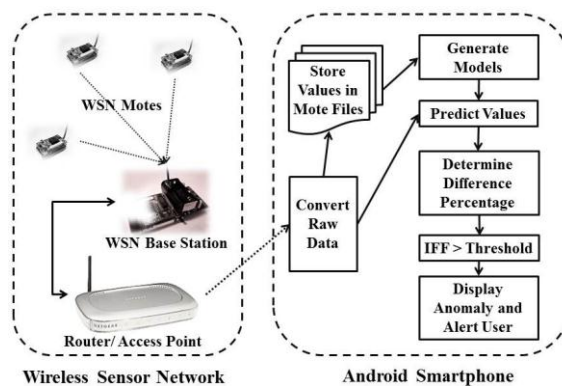 WSN Motes
WSN Base Station
NETGEAR
Router/ Access Point
Wireless Sensor Network
Store
Values in
Mote Files
Convert
Raw
Data
Generate
Models
Predict Values
Determine
Difference
Percentage
IFF > Threshold
Display
Anomaly and
Alert User
Android Smartphone